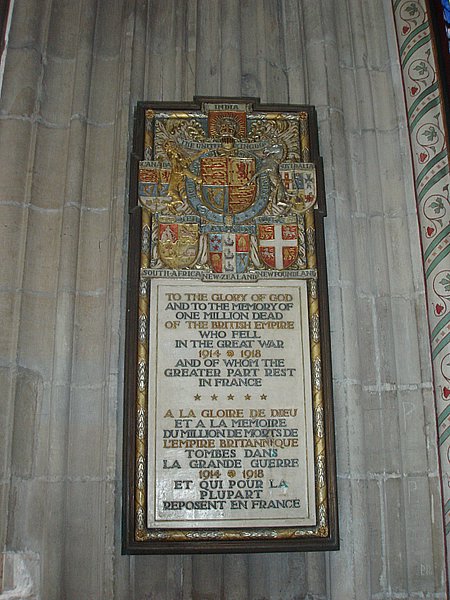 INDIA
THE UNITED KINGDOM
CANADA
AUSTRALIA
SOUTH·AFRICA
NEW·ZEALAND
NEWFOUNDLAND
TO THE GLORY OF GOD
AND TO THE MEMORY OF
ONE MILLION DEAD
OF THE BRITISH EMPIRE
WHO FELL
IN THE GREAT WAR
1914 1918
AND OF WHOM THE
GREATER PART REST
IN FRANCE
A LA GLOIRE DE DIEU
ET A LA MEMOIRE
DU MILLION DE MORTS DE
L'EMPIRE BRITANNIQUE
TOMBES DANS
LA GRANDE GUERRE
1914 1918
ET QUI POUR LA
PLUPART
REPOSENT EN FRANCE